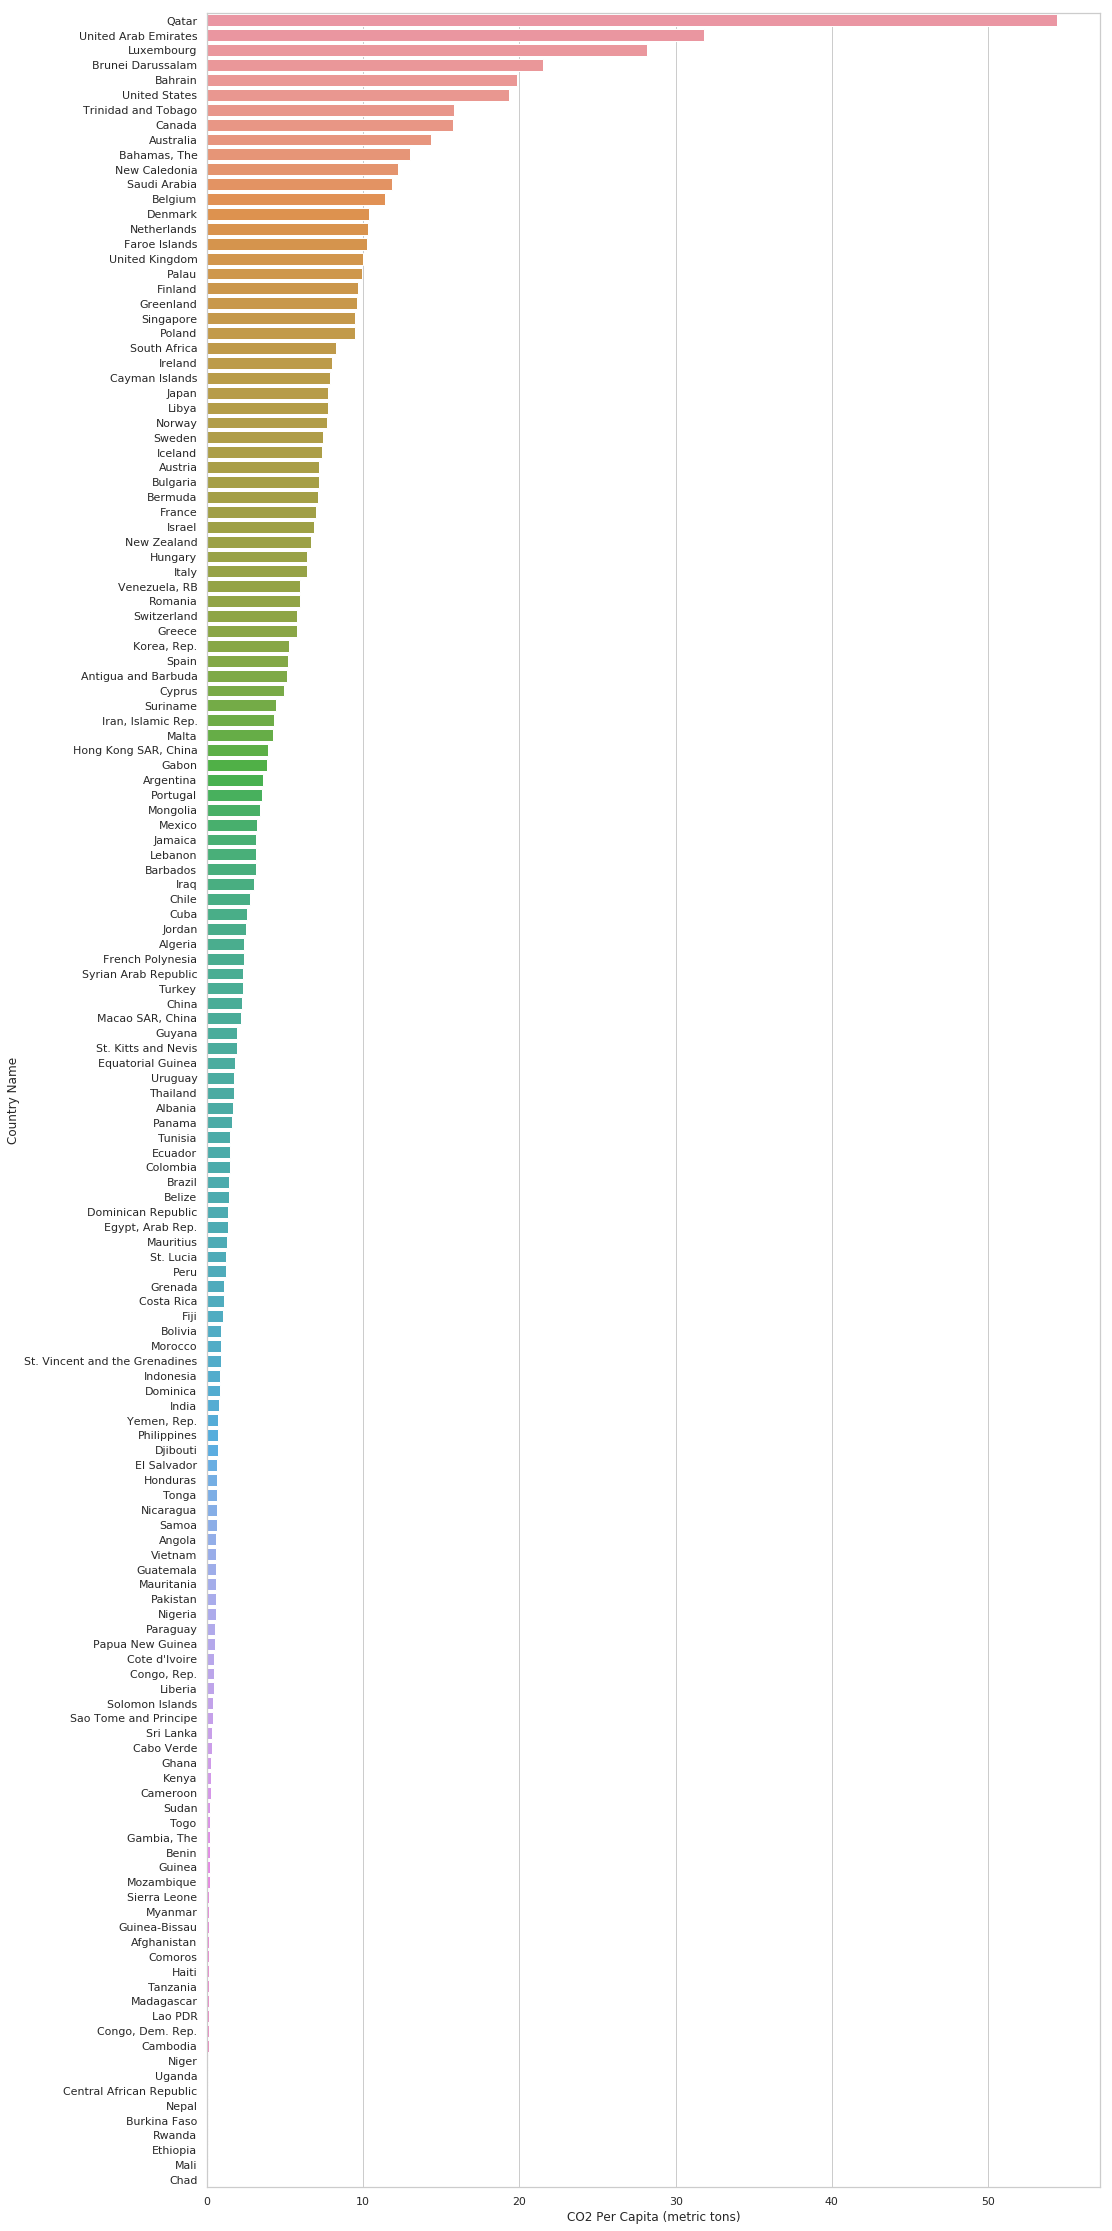 Qatar
United Arab Emirates
Luxembourg
Brunei Darussalam
Bahrain
United States
Trinidad and Tobago
Canada
Australia
Bahamas, The
New Caledonia
Saudi Arabia
Belgium
Denmark
Netherlands
Faroe Islands
United Kingdom
Palau
Finland
Greenland
Singapore
Poland
South Africa
Ireland
Cayman Islands
Japan
Libya
Norway
Sweden
Iceland
Austria
Bulgaria
Bermuda
France
Israel
New Zealand
Hungary
Italy
Venezuela, RB
Romania
Switzerland
Greece
Korea, Rep.
Spain
Antigua and Barbuda
Cyprus
Suriname
Iran, Islamic Rep.
Malta
Hong Kong SAR, China
Gabon
Argentina
Portugal
Mongolia
Mexico
Jamaica
Lebanon
Barbados
Iraq
Chile
Cuba
Jordan
Algeria
French Polynesia
Syrian Arab Republic
Turkey
China
Macao SAR, China
Guyana
St. Kitts and Nevis
Equatorial Guinea
Uruguay
Thailand
Albania
Panama
Tunisia
Ecuador
Colombia
Brazil
Belize
Dominican Republic
Egypt, Arab Rep.
Mauritius
St. Lucia
Peru
Grenada
Costa Rica
Fiji
Bolivia
Morocco
St. Vincent and the Grenadines
Indonesia
Dominica
India
Yemen, Rep.
Philippines
Djibouti
El Salvador
Honduras
Tonga
Nicaragua
Samoa
Angola
Vietnam
Guatemala
Mauritania
Pakistan
Nigeria
Paraguay
Papua New Guinea
Cote d'Ivoire
Congo, Rep.
Liberia
Solomon Islands
Sao Tome and Principe
Sri Lanka
Cabo Verde
Ghana
Kenya
Cameroon
Sudan
Togo
Gambia, The
Benin
Guinea
Mozambique
Sierra Leone
Myanmar
Guinea-Bissau
Afghanistan
Comoros
Haiti
Tanzania
Madagascar
Lao PDR
Congo, Dem. Rep.
Cambodia
Niger
Uganda
Central African Republic
Nepal
Burkina Faso
Rwanda
Ethiopia
Mali
Chad
Country Name
0 10 20 30 40 50
CO2 Per Capita (metric tons)